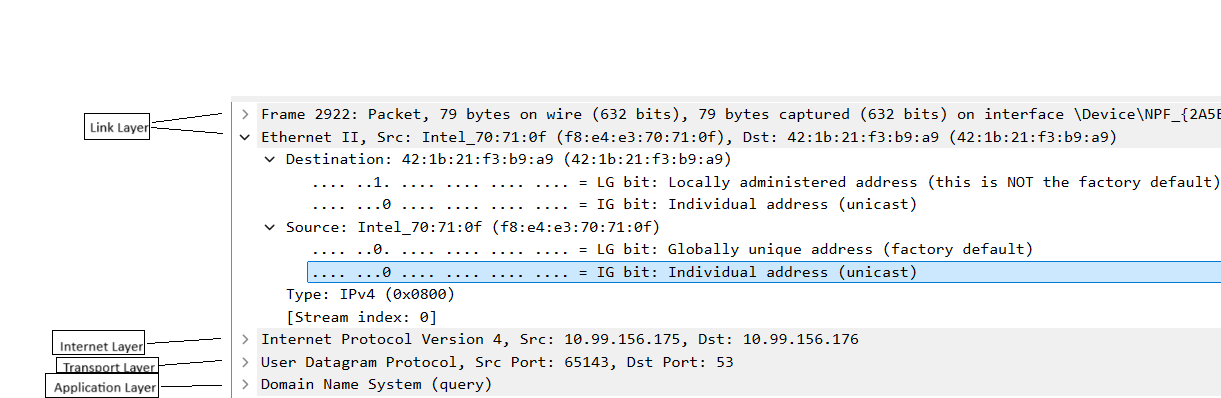 Link Layer
Frame 2922: Packet, 79 bytes on wire (632 bits), 79 bytes captured (632 bits) on interface \Device\NPF_{2A5E
Ethernet II, Src: Intel_70:71:0f (f8:e4:e3:70:71:0f), Dst: 42:1b:21:f3:b9:a9 (42:1b:21:f3:b9:a9)
Destination: 42:1b:21:f3:b9:a9 (42:1b:21:f3:b9:a9)
.... ..1. .... .... .... .... = LG bit: Locally administered address (this is NOT the factory default)
.... ...0 .... .... .... .... = IG bit: Individual address (unicast)
Source: Intel_70:71:0f (f8:e4:e3:70:71:0f)
.... ..0. .... .... .... .... = LG bit: Globally unique address (factory default)
.... ...0 .... .... .... .... = IG bit: Individual address (unicast)
Type: IPv4 (0x0800)
[Stream index: 0]
Internet Layer
Internet Protocol Version 4, Src: 10.99.156.175, Dst: 10.99.156.176
Transport Layer
User Datagram Protocol, Src Port: 65143, Dst Port: 53
Application Layer
Domain Name System (query)